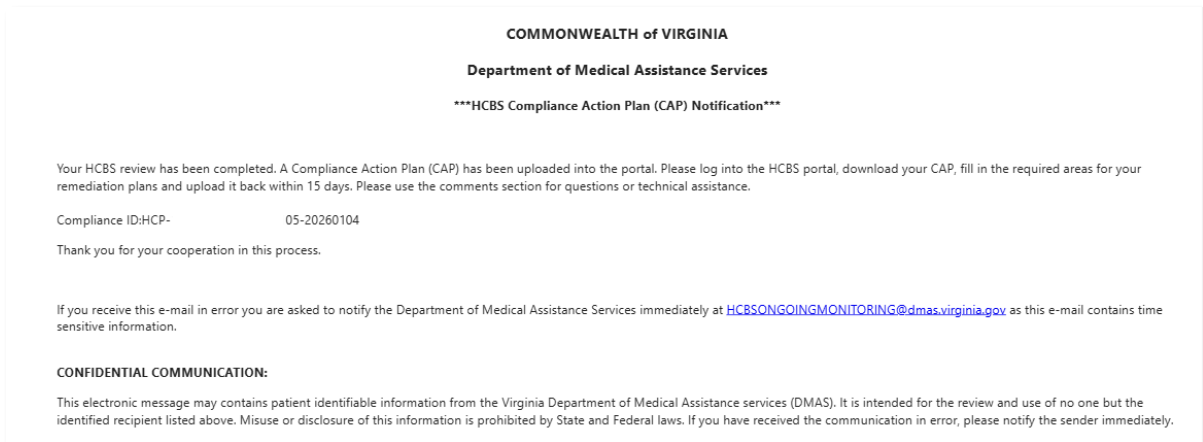 COMMONWEALTH of VIRGINIA
Department of Medical Assistance Services
***HCBS Compliance Action Plan (CAP) Notification***
Your HCBS review has been completed. A Compliance Action Plan (CAP) has been uploaded into the portal. Please log into the HCBS portal, download your CAP, fill in the required areas for your
remediation plans and upload it back within 15 days. Please use the comments section for questions or technical assistance.
Compliance ID:HCP- 05-20260104
Thank you for your cooperation in this process.
If you receive this e-mail in error you are asked to notify the Department of Medical Assistance Services immediately at HCBSONGOINGMONITORING@dmas.virginia.gov as this e-mail contains time
sensitive information.
CONFIDENTIAL COMMUNICATION:
This electronic message may contains patient identifiable information from the Virginia Department of Medical Assistance services (DMAS). It is intended for the review and use of no one but the
identified recipient listed above. Misuse or disclosure of this information is prohibited by State and Federal laws. If you have received the communication in error, please notify the sender immediately.